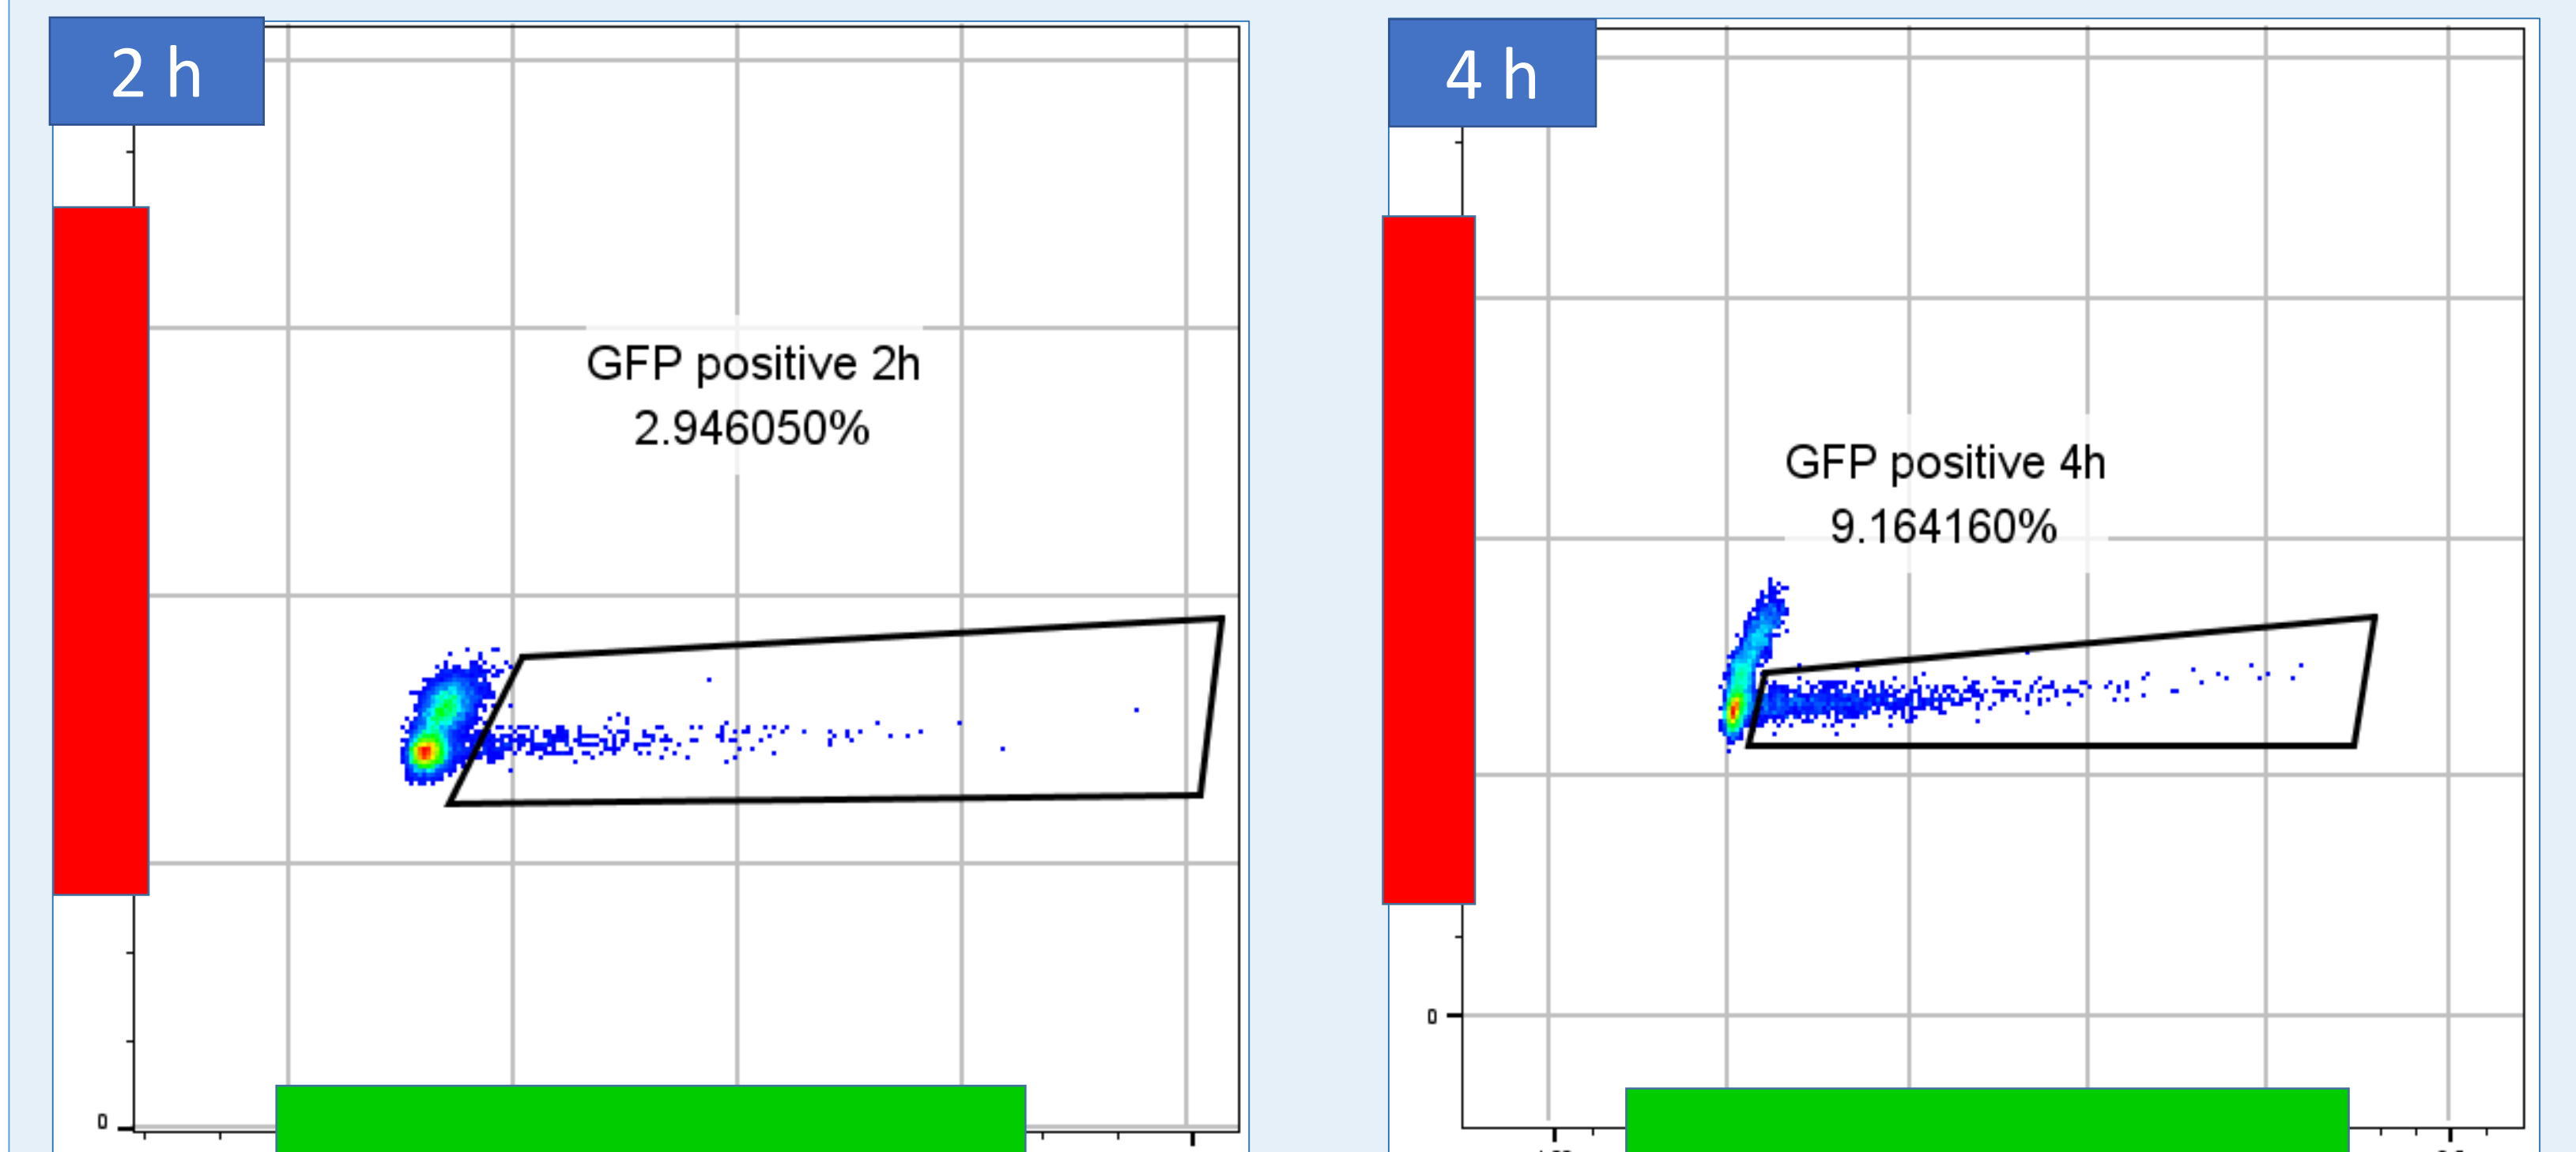 2 h
GFP positive 2h
2.946050%
0
4 h
GFP positive 4h
9.164160%
0